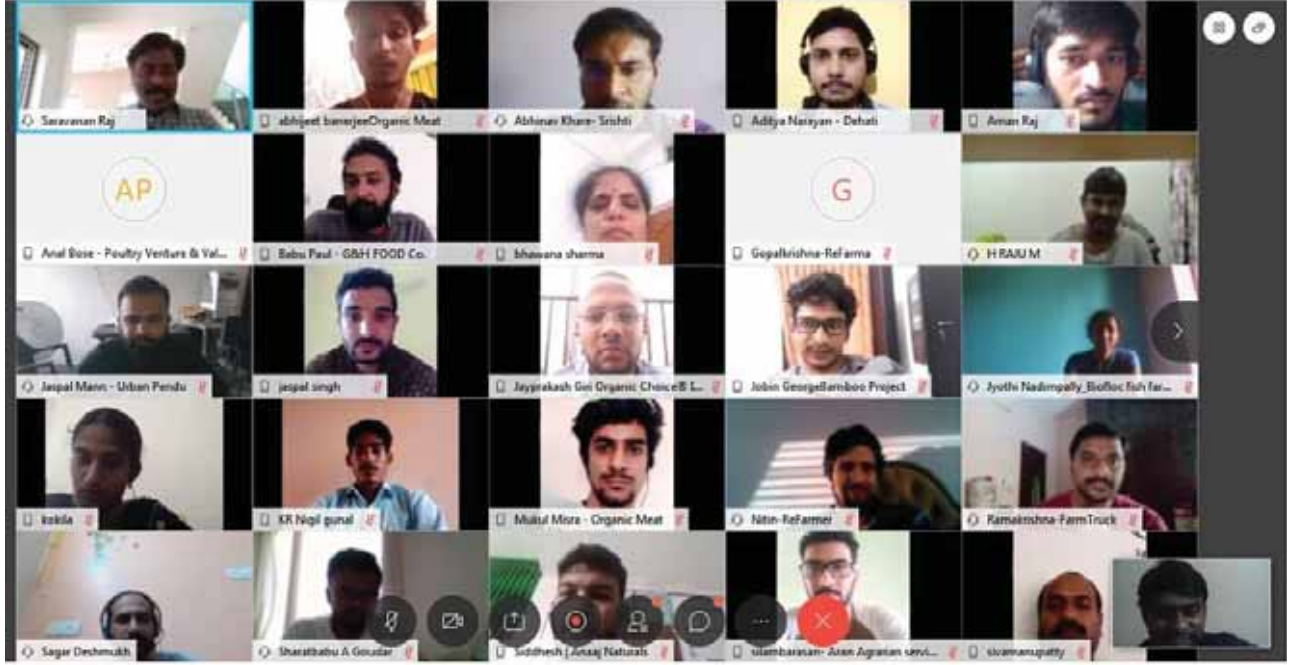 Saravanan Raj
abhijeet banerjeeOrganic Meat
Abhinav Khare- Srishti
Aditya Narayan - Dehati
Aman Raj
AP
G
Anal Bose - Poultry Venture & Val...
Babu Paul - G&H FOOD Co.
bhawana sharma
Gopalkrishna-ReFarma
H RAJU M
Jaspal Mann - Urban Pendu
jaspal singh
Jayprakash Giri Organic Choice® L...
Jobin GeorgeBamboo Project
Jyothi Nadimpally_Biofloc fish far...
kokila
KR Nigil gunal
Mukul Misra - Organic Meat
Nitin-ReFarmer
Ramakrishna-FarmTruck
Sagar Deshmukh
Sharatbabu A Goudar
Siddhesh | Anaaj Naturals
silambarasan- Aran Agrarian servi...
sivamanupatty